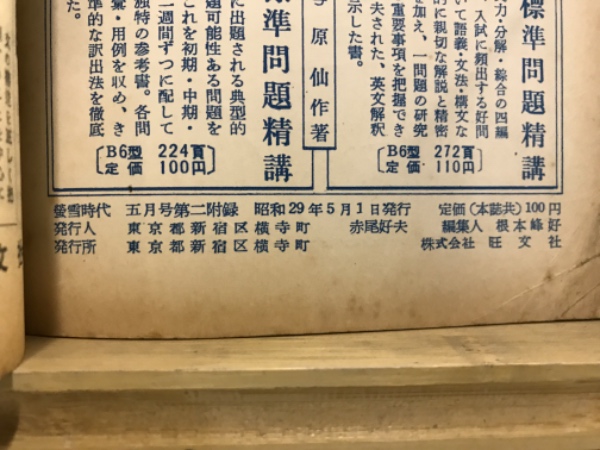 標準問題精講
力・分解・綜合の四編
、入試に頻出する好問
いて語義・文法・構文な
的に親切な解説と精密
を加え、一問題の研究
重要事項を把握でき
夫された、英文解釈
示した書。
B6型 272頁
定価 110円
原仙作著
準問題精講
に出題される典型的
題可能性ある問題を
これを初期・中期・
二週間ずつに配して
独特の参考書。各問
彙・用例を収め、き
準的な訳出法を徹底
た。
B6型 224頁
定価 100円
螢雪時代 五月号第二附録 昭和29年5月1日発行 定価(本誌共)100円
発行人 東京都新宿区横寺町 赤尾好夫 編集人 根本峰好
発行所 東京都新宿区横寺町 株式会社 旺文社
文